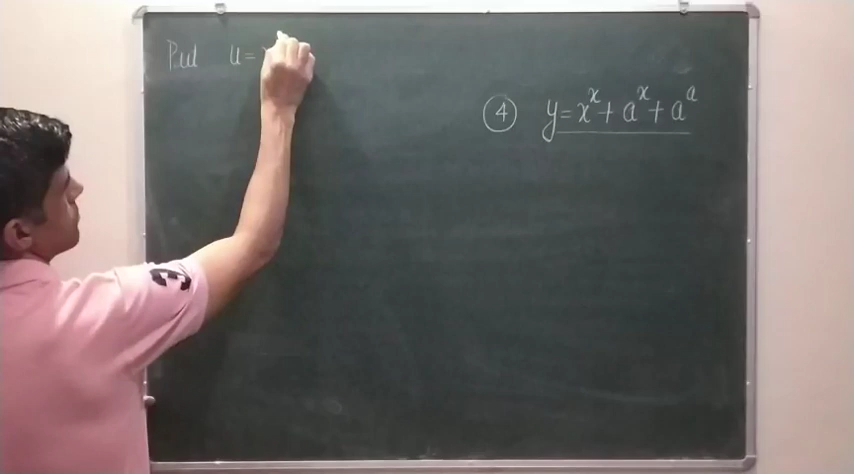 Put u =
④ y = x^x + a^x + a^a